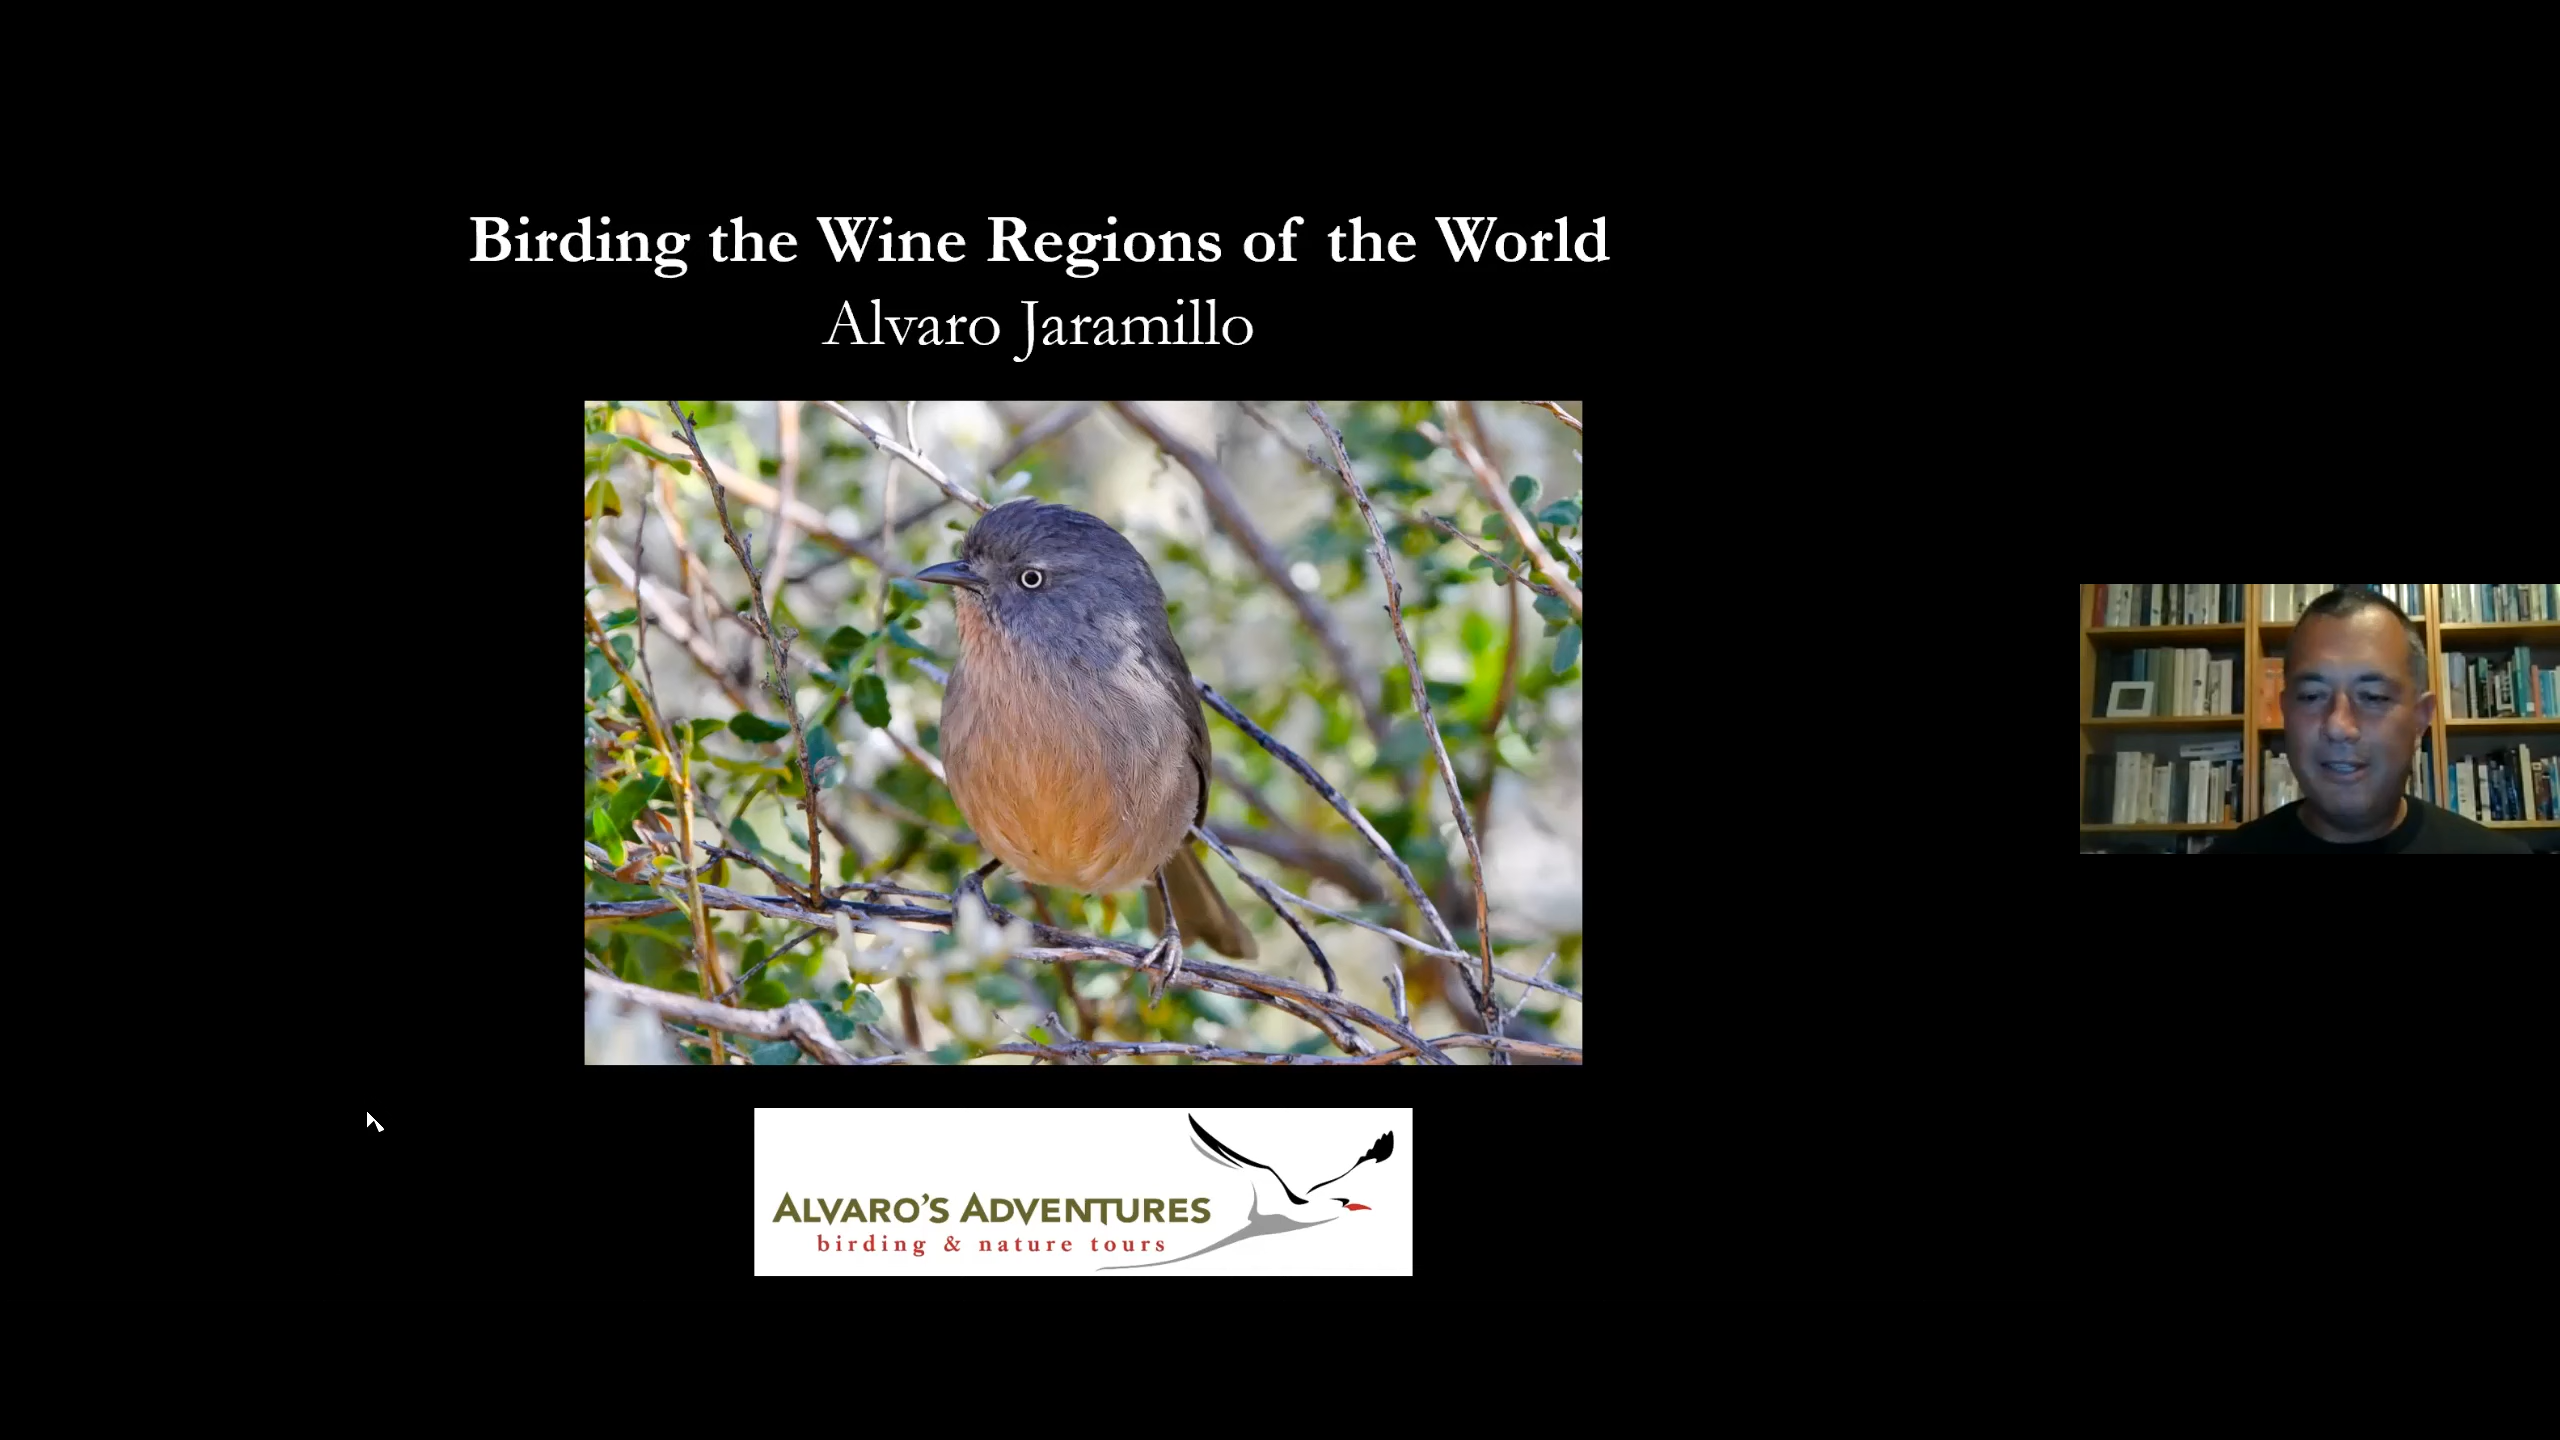 Birding the Wine Regions of the World
Alvaro Jaramillo
ALVARO'S ADVENTURES
birding & nature tours